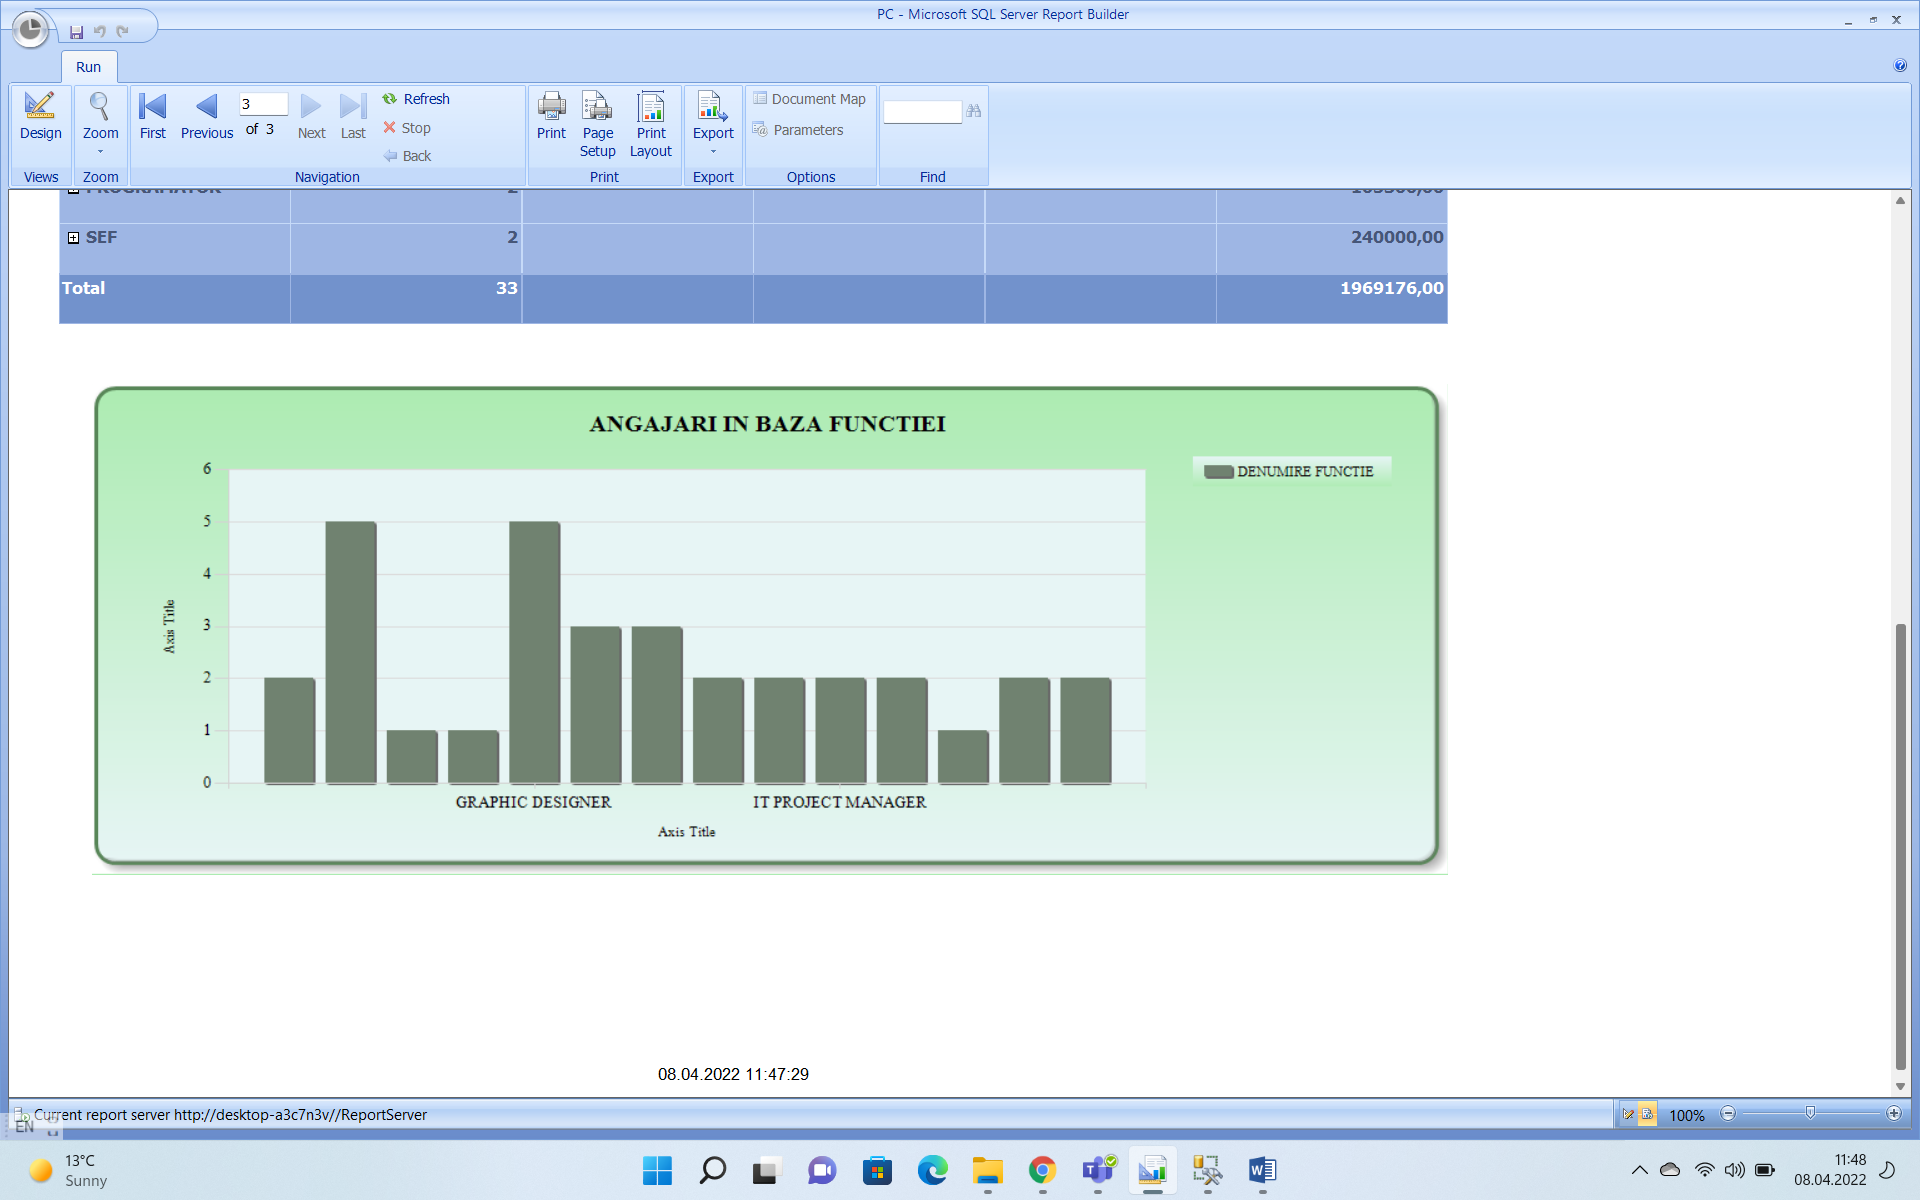 PC - Microsoft SQL Server Report Builder
Run
Design
Zoom
First
Previous
3
of 3
Next
Last
Refresh
Stop
Back
Print
Page Setup
Print Layout
Export
Document Map
Parameters
Views
Zoom
Navigation
Print
Export
Options
Find
PROGRAMATOR 2
SEF 2 240000,00
Total 33 1969176,00
ANGAJARI IN BAZA FUNCTIEI
DENUMIRE FUNCTIE
6
5
4
3
2
1
0
Axis Title
GRAPHIC DESIGNER IT PROJECT MANAGER
Axis Title
08.04.2022 11:47:29
Current report server http://desktop-a3c7n3v//ReportServer
100%
EN
13°C
Sunny
11:48
08.04.2022